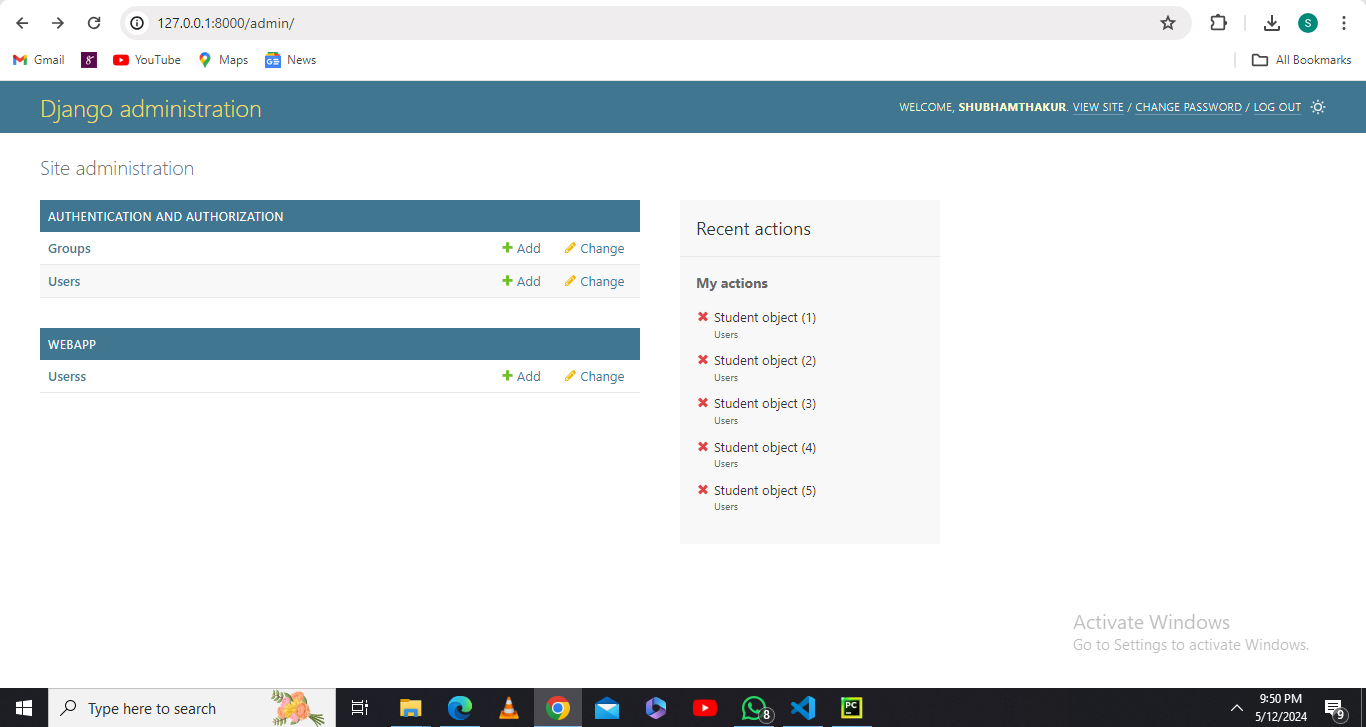 127.0.0.1:8000/admin/
S
Gmail YouTube Maps GE News All Bookmarks
Django administration
WELCOME, SHUBHAMTHAKUR. VIEW SITE / CHANGE PASSWORD / LOG OUT
Site administration
AUTHENTICATION AND AUTHORIZATION
Groups Add Change
Users Add Change
WEBAPP
Userss Add Change
Recent actions
My actions
Student object (1)
Users
Student object (2)
Users
Student object (3)
Users
Student object (4)
Users
Student object (5)
Users
Activate Windows
Go to Settings to activate Windows.
Type here to search
8
PC
9:50 PM
5/12/2024
9